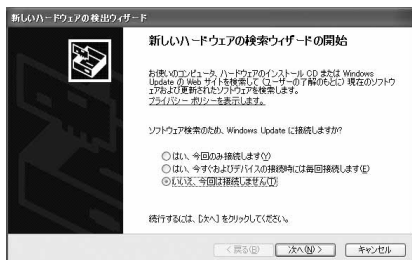 新しいハードウェアの検出ウィザード
新しいハードウェアの検索ウィザードの開始
お使いのコンピュータ、ハードウェアのインストール CD または Windows
Update の Web サイトを検索して (ユーザーの了解のもとに) 現在のソフトウ
ェアおよび更新されたソフトウェアを検索します。
プライバシー ポリシーを表示します。
ソフトウェア検索のため、Windows Update に接続しますか?
はい、今回のみ接続します(Y)
はい、今すぐおよびデバイスの接続時には毎回接続します(E)
いいえ、今回は接続しません(T)
続行するには、[次へ] をクリックしてください。
< 戻る(B)
次へ(N) >
キャンセル